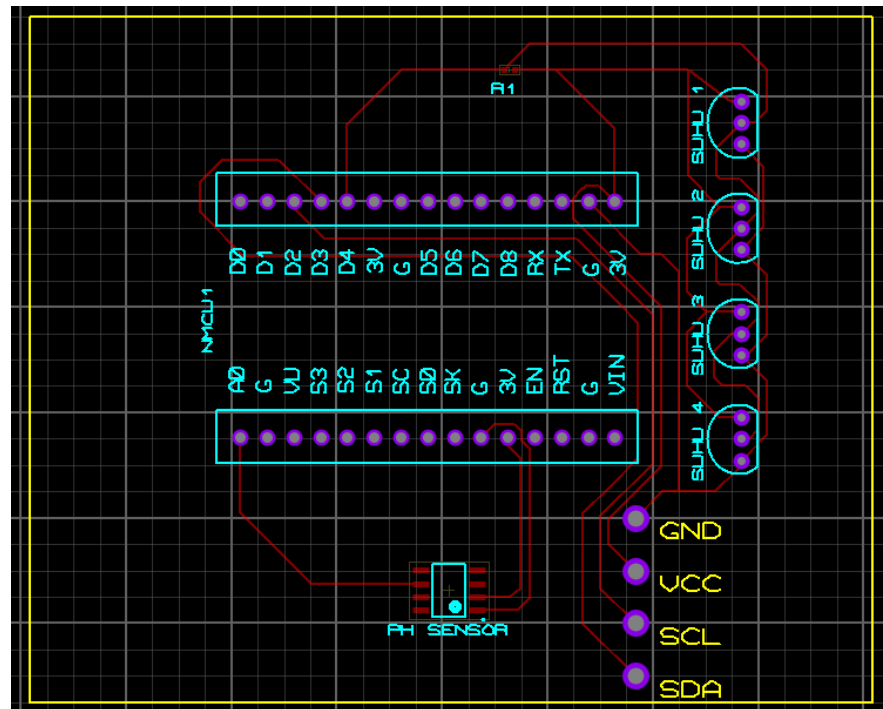 R1
SUHU 1
SUHU 2
D0 D1 D2 D3 D4 3V G D5 D6 D7 D8 RX TX G 3V
NMCU1
SUHU 3
A0 G VU S3 S2 S1 SC S0 SK G 3V EN RST G VIN
SUHU 4
GND
VCC
PH SENSOR
SCL
SDA